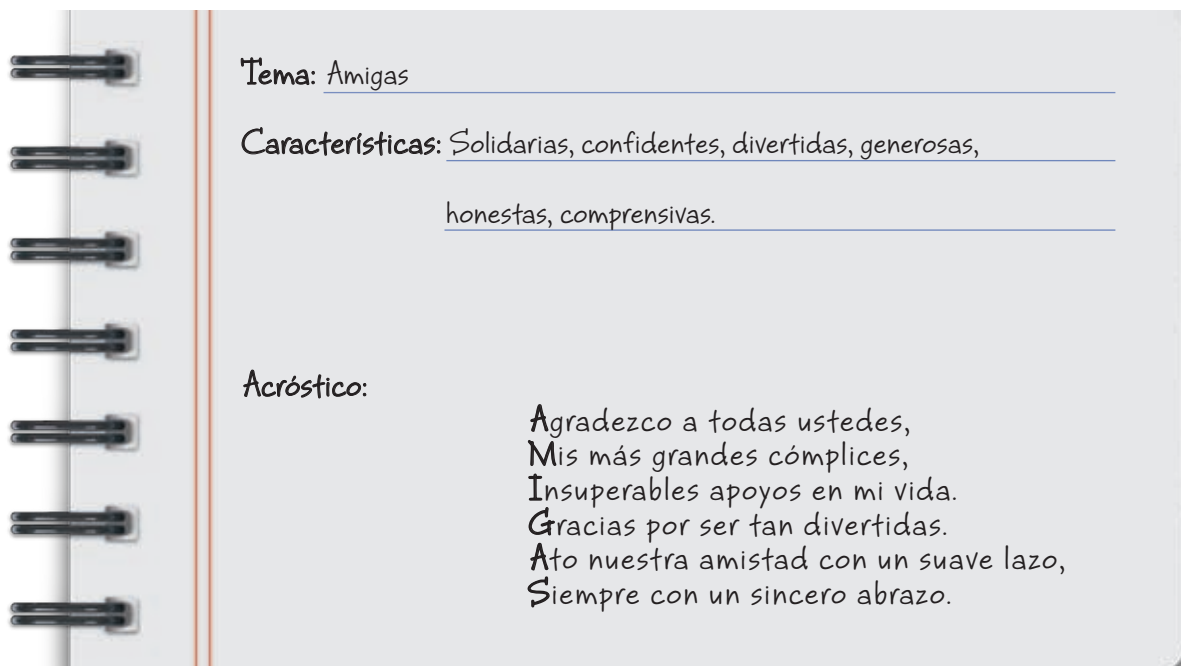 Tema: Amigas
Características: Solidarias, confidentes, divertidas, generosas,
honestas, comprensivas.
Acróstico:
Agradezco a todas ustedes,
Mis más grandes cómplices,
Insuperables apoyos en mi vida.
Gracias por ser tan divertidas.
Ato nuestra amistad con un suave lazo,
Siempre con un sincero abrazo.